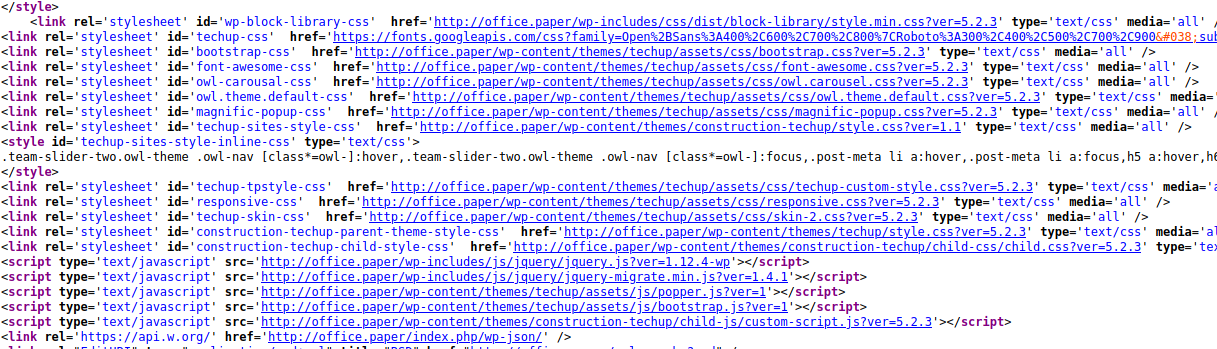 </style>
<link rel='stylesheet' id='wp-block-library-css'  href='http://office.paper/wp-includes/css/dist/block-library/style.min.css?ver=5.2.3' type='text/css' media='all' /
<link rel='stylesheet' id='techup-css'  href='https://fonts.googleapis.com/css?family=Open%2BSans%3A400%2C600%2C700%2C800%7CRoboto%3A300%2C400%2C500%2C700%2C900&#038;sub
<link rel='stylesheet' id='bootstrap-css'  href='http://office.paper/wp-content/themes/techup/assets/css/bootstrap.css?ver=5.2.3' type='text/css' media='all' />
<link rel='stylesheet' id='font-awesome-css'  href='http://office.paper/wp-content/themes/techup/assets/css/font-awesome.css?ver=5.2.3' type='text/css' media='all' />
<link rel='stylesheet' id='owl-carousal-css'  href='http://office.paper/wp-content/themes/techup/assets/css/owl.carousel.css?ver=5.2.3' type='text/css' media='all' />
<link rel='stylesheet' id='owl.theme.default-css'  href='http://office.paper/wp-content/themes/techup/assets/css/owl.theme.default.css?ver=5.2.3' type='text/css' media='
<link rel='stylesheet' id='magnific-popup-css'  href='http://office.paper/wp-content/themes/techup/assets/css/magnific-popup.css?ver=5.2.3' type='text/css' media='all' />
<link rel='stylesheet' id='techup-sites-style-css'  href='http://office.paper/wp-content/themes/construction-techup/style.css?ver=1.1' type='text/css' media='all' />
<style id='techup-sites-style-inline-css' type='text/css'>
.team-slider-two.owl-theme .owl-nav [class*=owl-]:hover,.team-slider-two.owl-theme .owl-nav [class*=owl-]:focus,.post-meta li a:hover,.post-meta li a:focus,h5 a:hover,h6
</style>
<link rel='stylesheet' id='techup-tpstyle-css'  href='http://office.paper/wp-content/themes/techup/assets/css/techup-custom-style.css?ver=5.2.3' type='text/css' media='a
<link rel='stylesheet' id='responsive-css'  href='http://office.paper/wp-content/themes/techup/assets/css/responsive.css?ver=5.2.3' type='text/css' media='all' />
<link rel='stylesheet' id='techup-skin-css'  href='http://office.paper/wp-content/themes/techup/assets/css/skin-2.css?ver=5.2.3' type='text/css' media='all' />
<link rel='stylesheet' id='construction-techup-parent-theme-style-css'  href='http://office.paper/wp-content/themes/techup/style.css?ver=5.2.3' type='text/css' media='al
<link rel='stylesheet' id='construction-techup-child-style-css'  href='http://office.paper/wp-content/themes/construction-techup/child-css/child.css?ver=5.2.3' type='tex
<script type='text/javascript' src='http://office.paper/wp-includes/js/jquery/jquery.js?ver=1.12.4-wp'></script>
<script type='text/javascript' src='http://office.paper/wp-includes/js/jquery/jquery-migrate.min.js?ver=1.4.1'></script>
<script type='text/javascript' src='http://office.paper/wp-content/themes/techup/assets/js/popper.js?ver=1'></script>
<script type='text/javascript' src='http://office.paper/wp-content/themes/techup/assets/js/bootstrap.js?ver=1'></script>
<script type='text/javascript' src='http://office.paper/wp-content/themes/construction-techup/child-js/custom-script.js?ver=5.2.3'></script>
<link rel='https://api.w.org/' href='http://office.paper/index.php/wp-json/' />